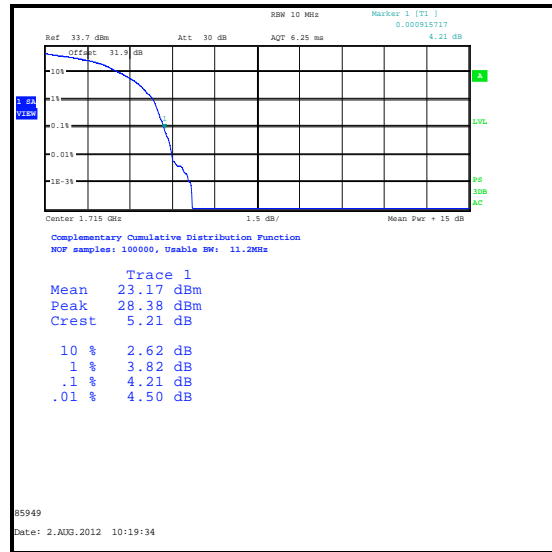 RBW 10 MHz Marker 1 [T1 ]
0.000915717
Ref 33.7 dBm Att 30 dB AQT 6.25 ms 4.21 dB
Offset 31.9 dB
10%
A
1 SA
VIEW
1%
1
0.1%
LVL
0.01%
1E-3%
PS
3DB
AC
Center 1.715 GHz 1.5 dB/ Mean Pwr + 15 dB
Complementary Cumulative Distribution Function
NOF samples: 100000, Usable BW: 11.2MHz
Trace 1
Mean 23.17 dBm
Peak 28.38 dBm
Crest 5.21 dB
10 % 2.62 dB
1 % 3.82 dB
.1 % 4.21 dB
.01 % 4.50 dB
85949
Date: 2.AUG.2012 10:19:34